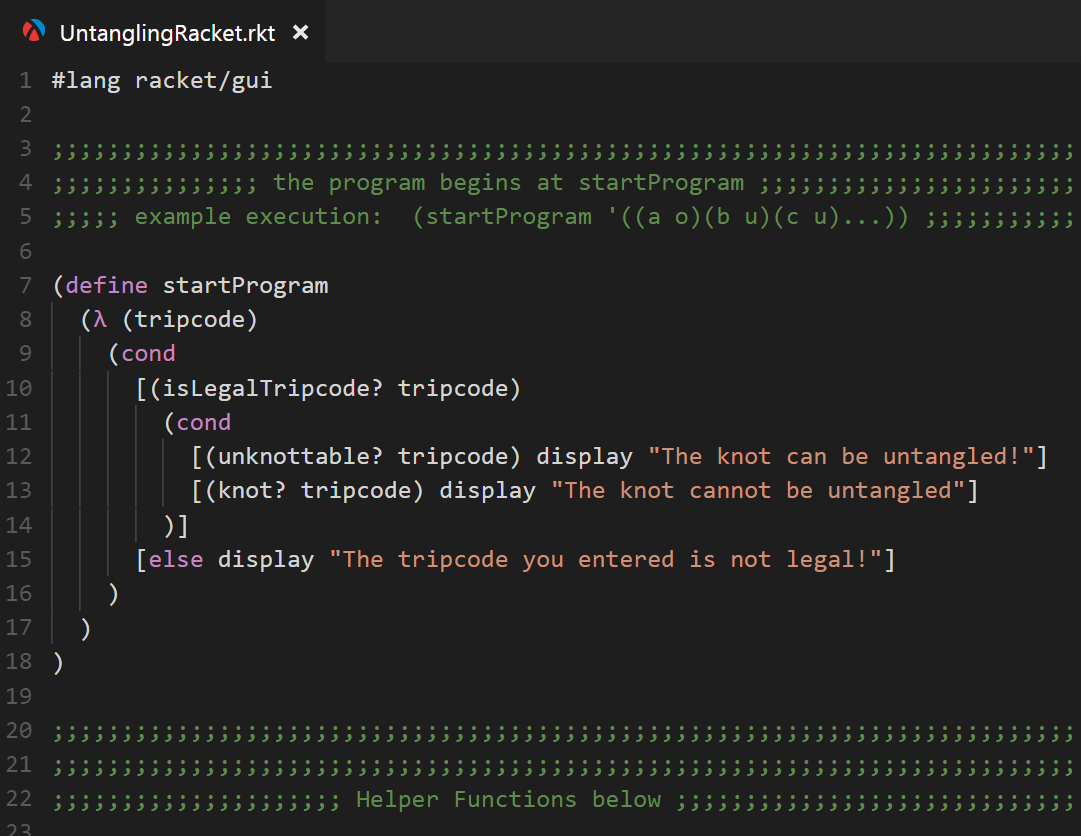 UntanglingRacket.rkt ×
1 #lang racket/gui
2
3 ;;;;;;;;;;;;;;;;;;;;;;;;;;;;;;;;;;;;;;;;;;;;;;;;;;;;;;;;;;;;;;;;;;;;;;;;;;
4 ;;;;;;;;;;;;;;; the program begins at startProgram ;;;;;;;;;;;;;;;;;;;;;;;
5 ;;;;; example execution:  (startProgram '((a o)(b u)(c u)...)) ;;;;;;;;;;;
6
7 (define startProgram
8   (λ (tripcode)
9     (cond
10       [(isLegalTripcode? tripcode)
11         (cond
12           [(unknottable? tripcode) display "The knot can be untangled!"]
13           [(knot? tripcode) display "The knot cannot be untangled"]
14         )]
15       [else display "The tripcode you entered is not legal!"]
16     )
17   )
18 )
19
20 ;;;;;;;;;;;;;;;;;;;;;;;;;;;;;;;;;;;;;;;;;;;;;;;;;;;;;;;;;;;;;;;;;;;;;;;;;;
21 ;;;;;;;;;;;;;;;;;;;;;;;;;;;;;;;;;;;;;;;;;;;;;;;;;;;;;;;;;;;;;;;;;;;;;;;;;;
22 ;;;;;;;;;;;;;;;;;;;;; Helper Functions below ;;;;;;;;;;;;;;;;;;;;;;;;;;;;;
23